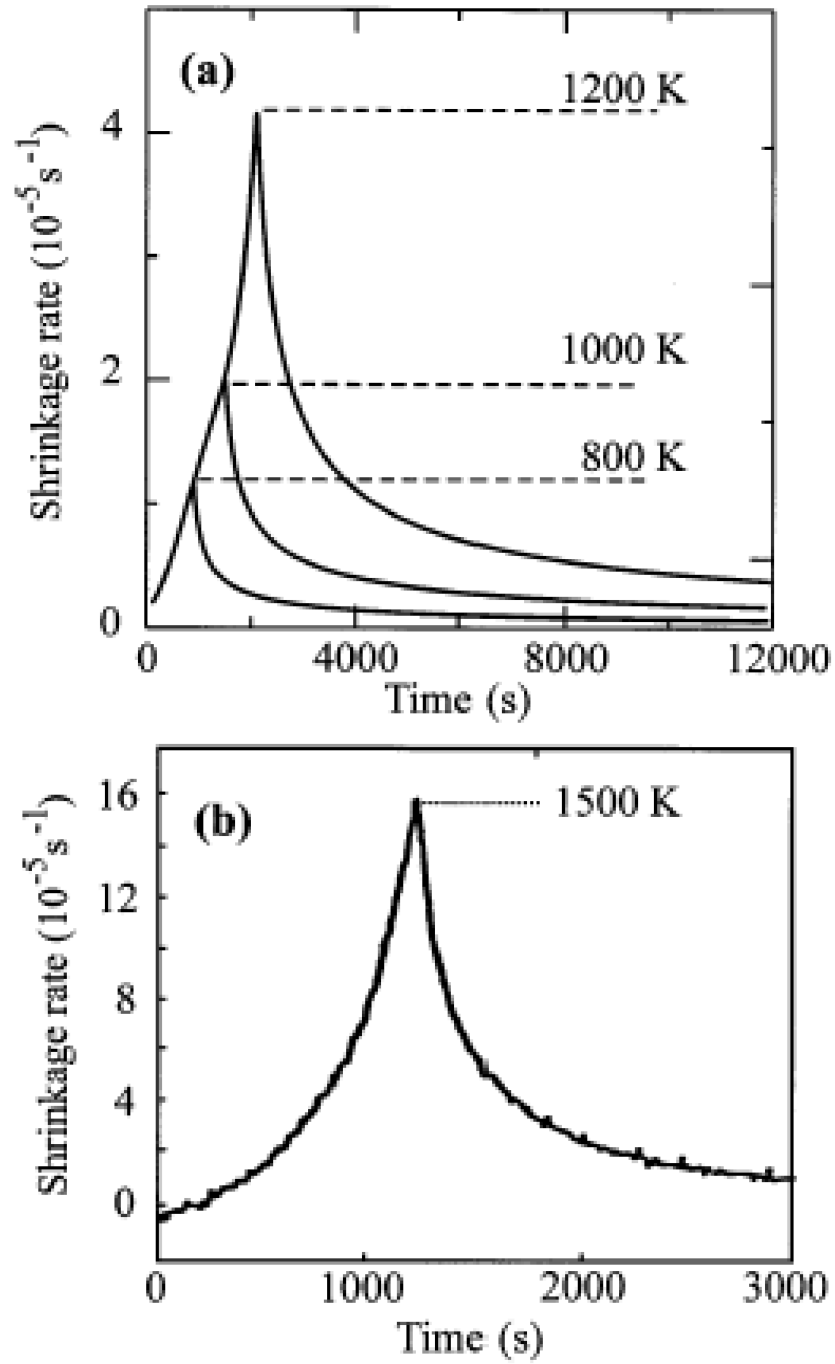 (a)
1200 K
4
1000 K
2
800 K
0
Shrinkage rate (10⁻⁵s⁻¹)
0 4000 8000 12000
Time (s)
16
(b)
1500 K
12
8
4
0
Shrinkage rate (10⁻⁵s⁻¹)
0 1000 2000 3000
Time (s)